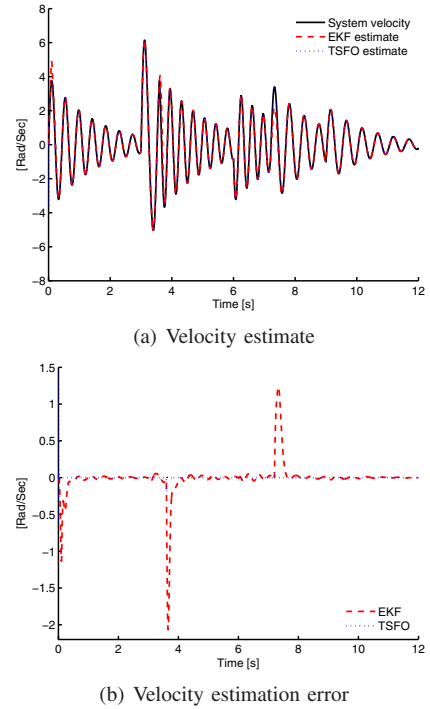 8
6
4
2
0
−2
−4
−6
−8
[Rad/Sec]
System velocity
EKF estimate
TSFO estimate
0 2 4 6 8 10 12
Time [s]
(a) Velocity estimate
1.5
1
0.5
0
−0.5
−1
−1.5
−2
[Rad/Sec]
EKF
TSFO
0 2 4 6 8 10 12
Time [s]
(b) Velocity estimation error